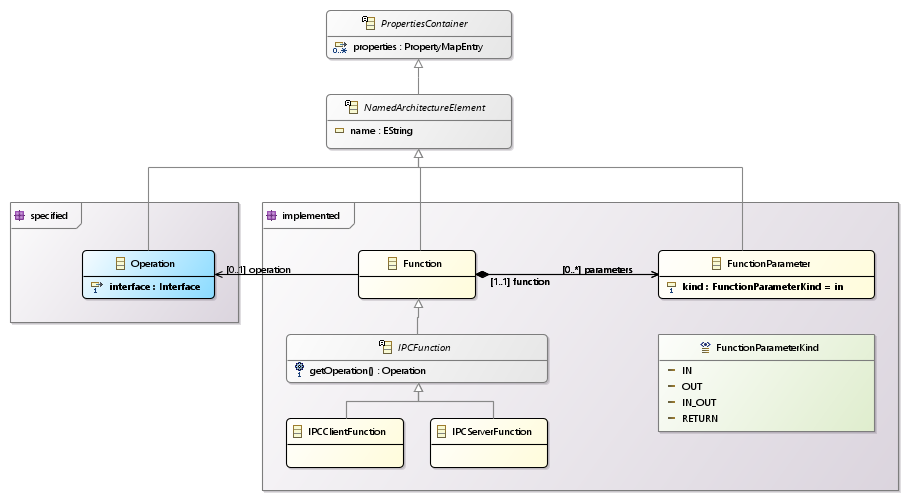 PropertiesContainer
0..*
properties : PropertyMapEntry
NamedArchitectureElement
name : EString
specified
implemented
Operation
1
interface : Interface
[0..1] operation
Function
[1..1] function
[0..*] parameters
FunctionParameter
1
kind : FunctionParameterKind = in
IPCFunction
1
getOperation() : Operation
FunctionParameterKind
IN
OUT
IN_OUT
RETURN
IPCClientFunction
IPCServerFunction